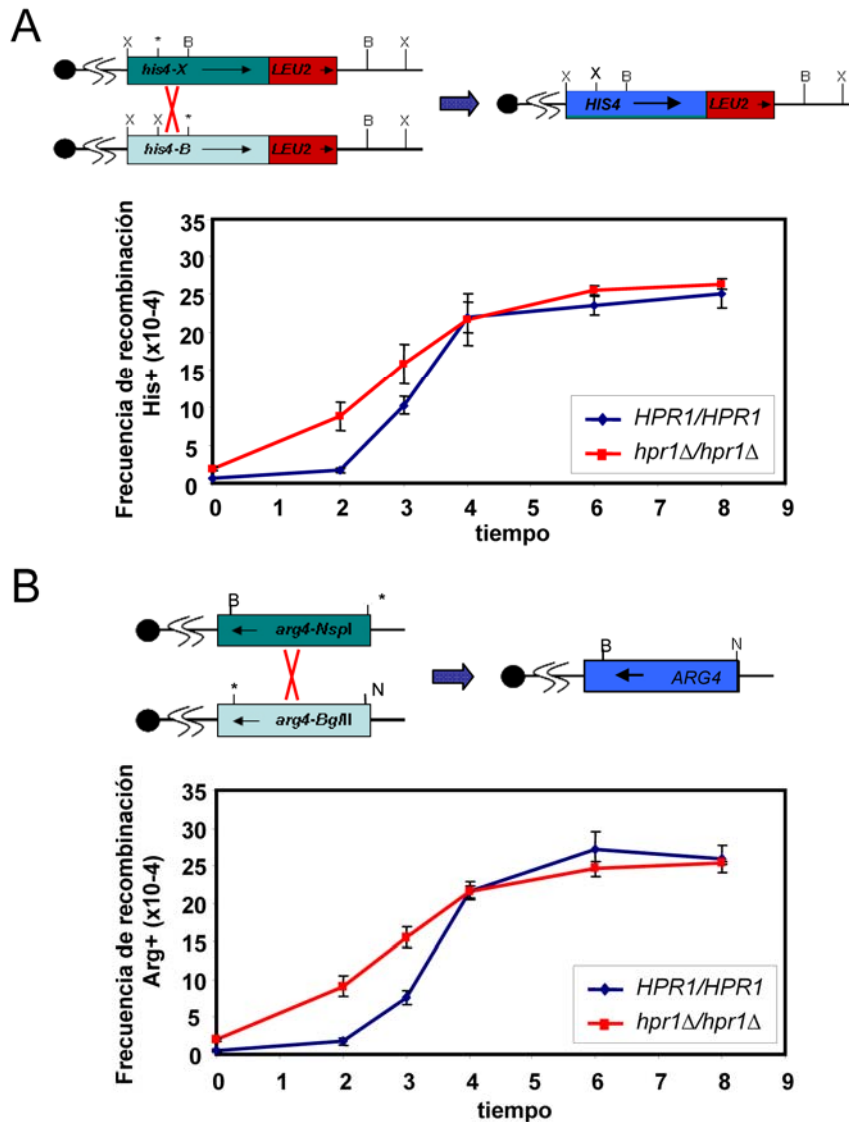 A
X * B B X
his4-X LEU2
X X * B X
his4-B LEU2
X X B B X
HIS4 LEU2
Frecuencia de recombinación
His+ (x10-4)
35
30
25
20
15
10
5
0
0 1 2 3 4 5 6 7 8 9
tiempo
HPR1/HPR1
hpr1Δ/hpr1Δ
B
B *
arg4-NspI
* N
arg4-BglII
B N
ARG4
Frecuencia de recombinación
Arg+ (x10-4)
35
30
25
20
15
10
5
0
0 1 2 3 4 5 6 7 8 9
tiempo
HPR1/HPR1
hpr1Δ/hpr1Δ